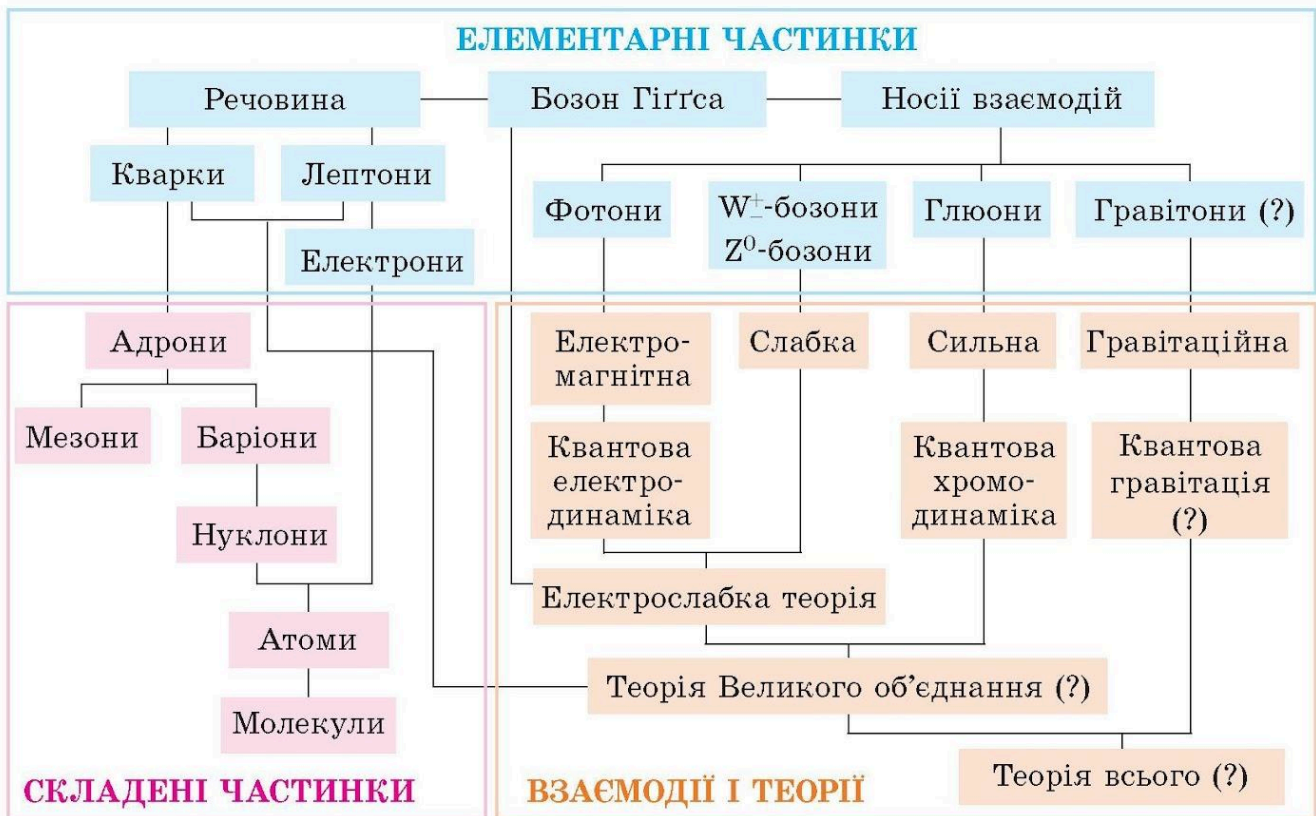 ЕЛЕМЕНТАРНІ ЧАСТИНКИ
Речовина
Бозон Гіґґса
Носії взаємодій
Кварки
Лептони
Електрони
Фотони
W±-бозони
Z⁰-бозони
Глюони
Гравітони (?)
Адрони
Мезони
Баріони
Нуклони
Атоми
Молекули
СКЛАДЕНІ ЧАСТИНКИ
Електро-
магнітна
Слабка
Сильна
Гравітаційна
Квантова
електро-
динаміка
Квантова
хромо-
динаміка
Квантова
гравітація
(?)
Електрослабка теорія
Теорія Великого об’єднання (?)
Теорія всього (?)
ВЗАЄМОДІЇ І ТЕОРІЇ